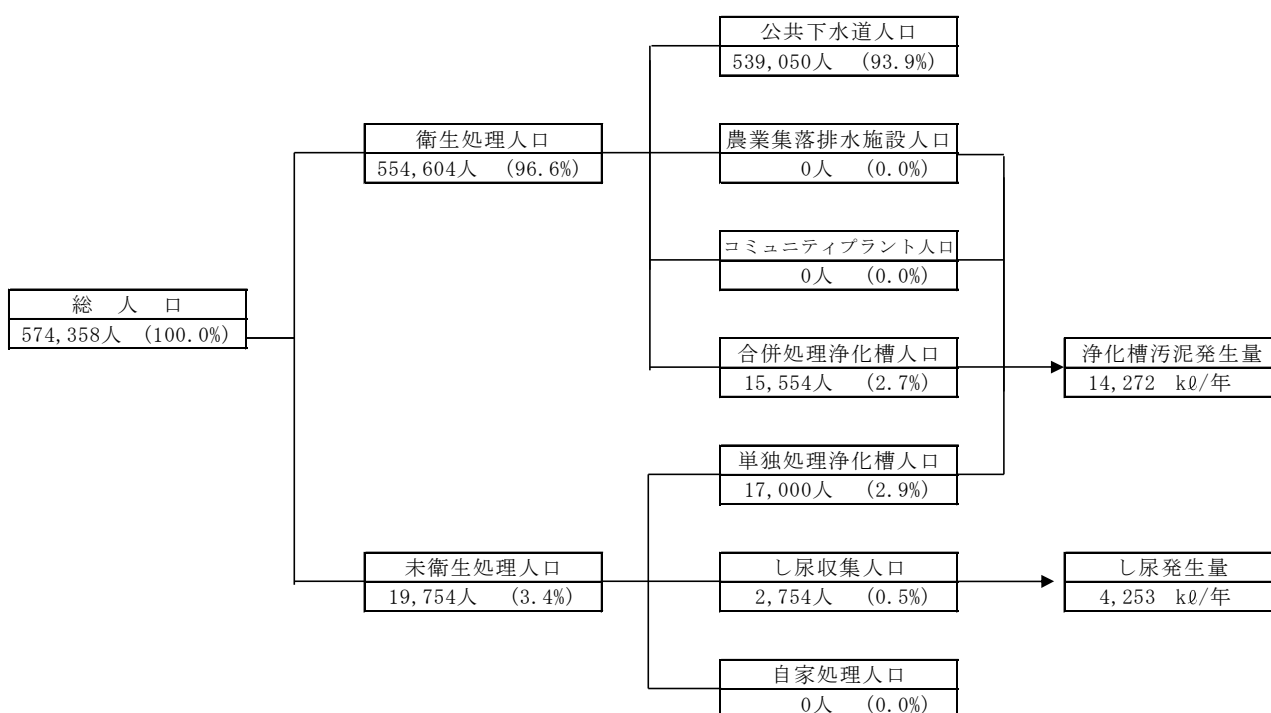 公共下水道人口
539,050人 (93.9%)
衛生処理人口
554,604人 (96.6%)
農業集落排水施設人口
0人 (0.0%)
コミュニティプラント人口
0人 (0.0%)
総 人 口
574,358人 (100.0%)
合併処理浄化槽人口
15,554人 (2.7%)
浄化槽汚泥発生量
14,272 kℓ/年
単独処理浄化槽人口
17,000人 (2.9%)
未衛生処理人口
19,754人 (3.4%)
し尿収集人口
2,754人 (0.5%)
し尿発生量
4,253 kℓ/年
自家処理人口
0人 (0.0%)